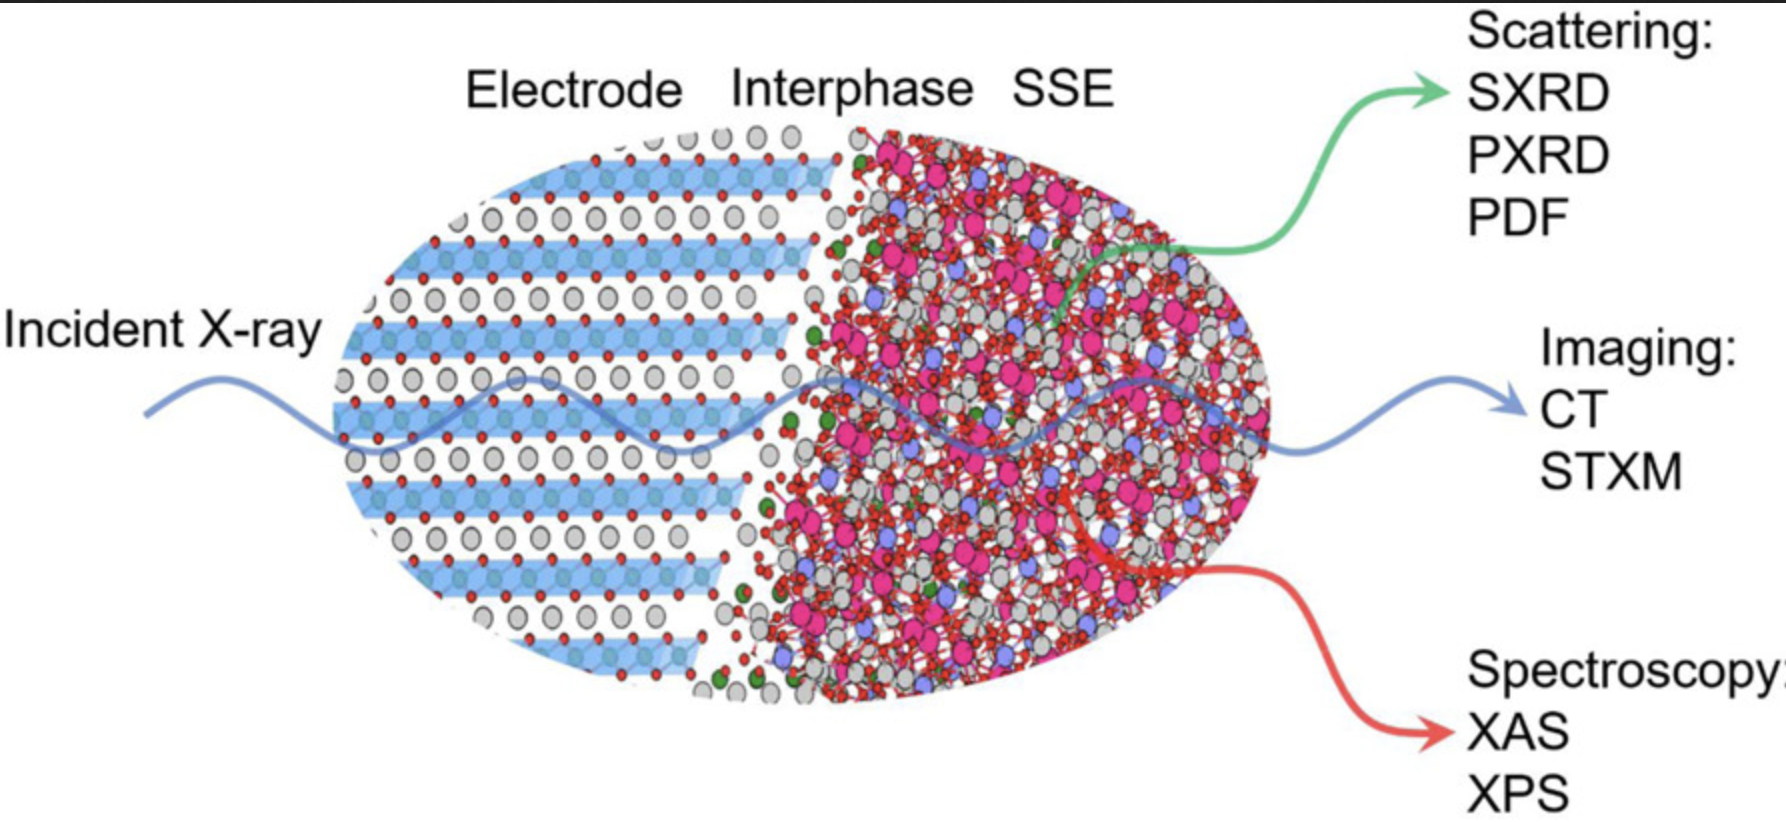 Electrode Interphase SSE
Incident X-ray
Scattering:
SXRD
PXRD
PDF
Imaging:
CT
STXM
Spectroscopy:
XAS
XPS